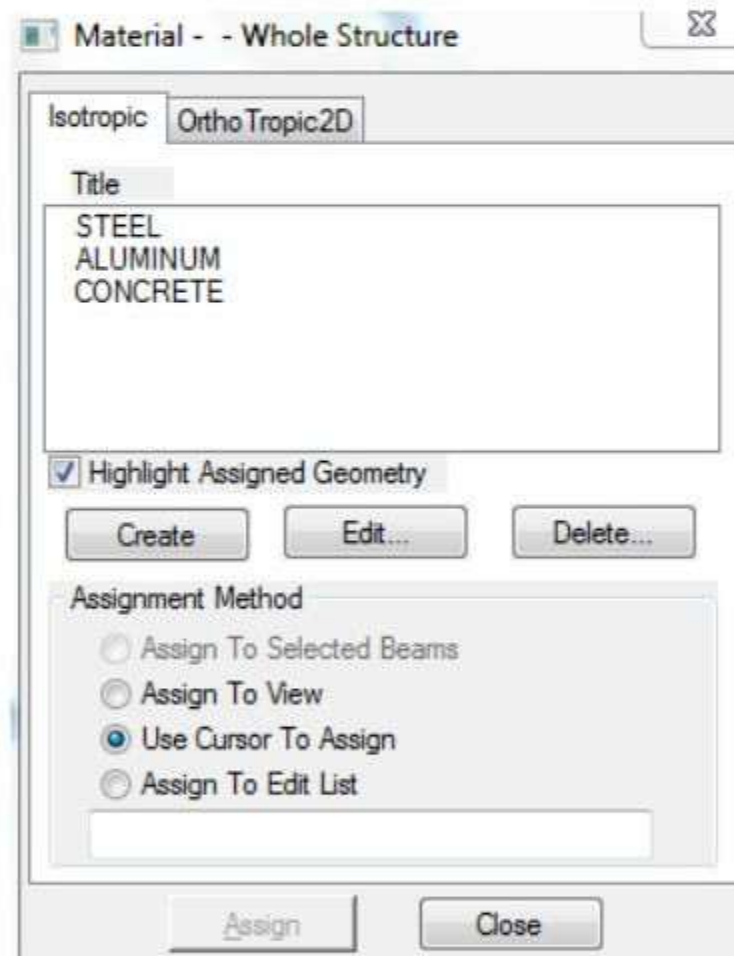 Material - - Whole Structure
Isotropic OrthoTropic2D
Title
STEEL
ALUMINUM
CONCRETE
Highlight Assigned Geometry
Create Edit... Delete...
Assignment Method
Assign To Selected Beams
Assign To View
Use Cursor To Assign
Assign To Edit List
Assign Close